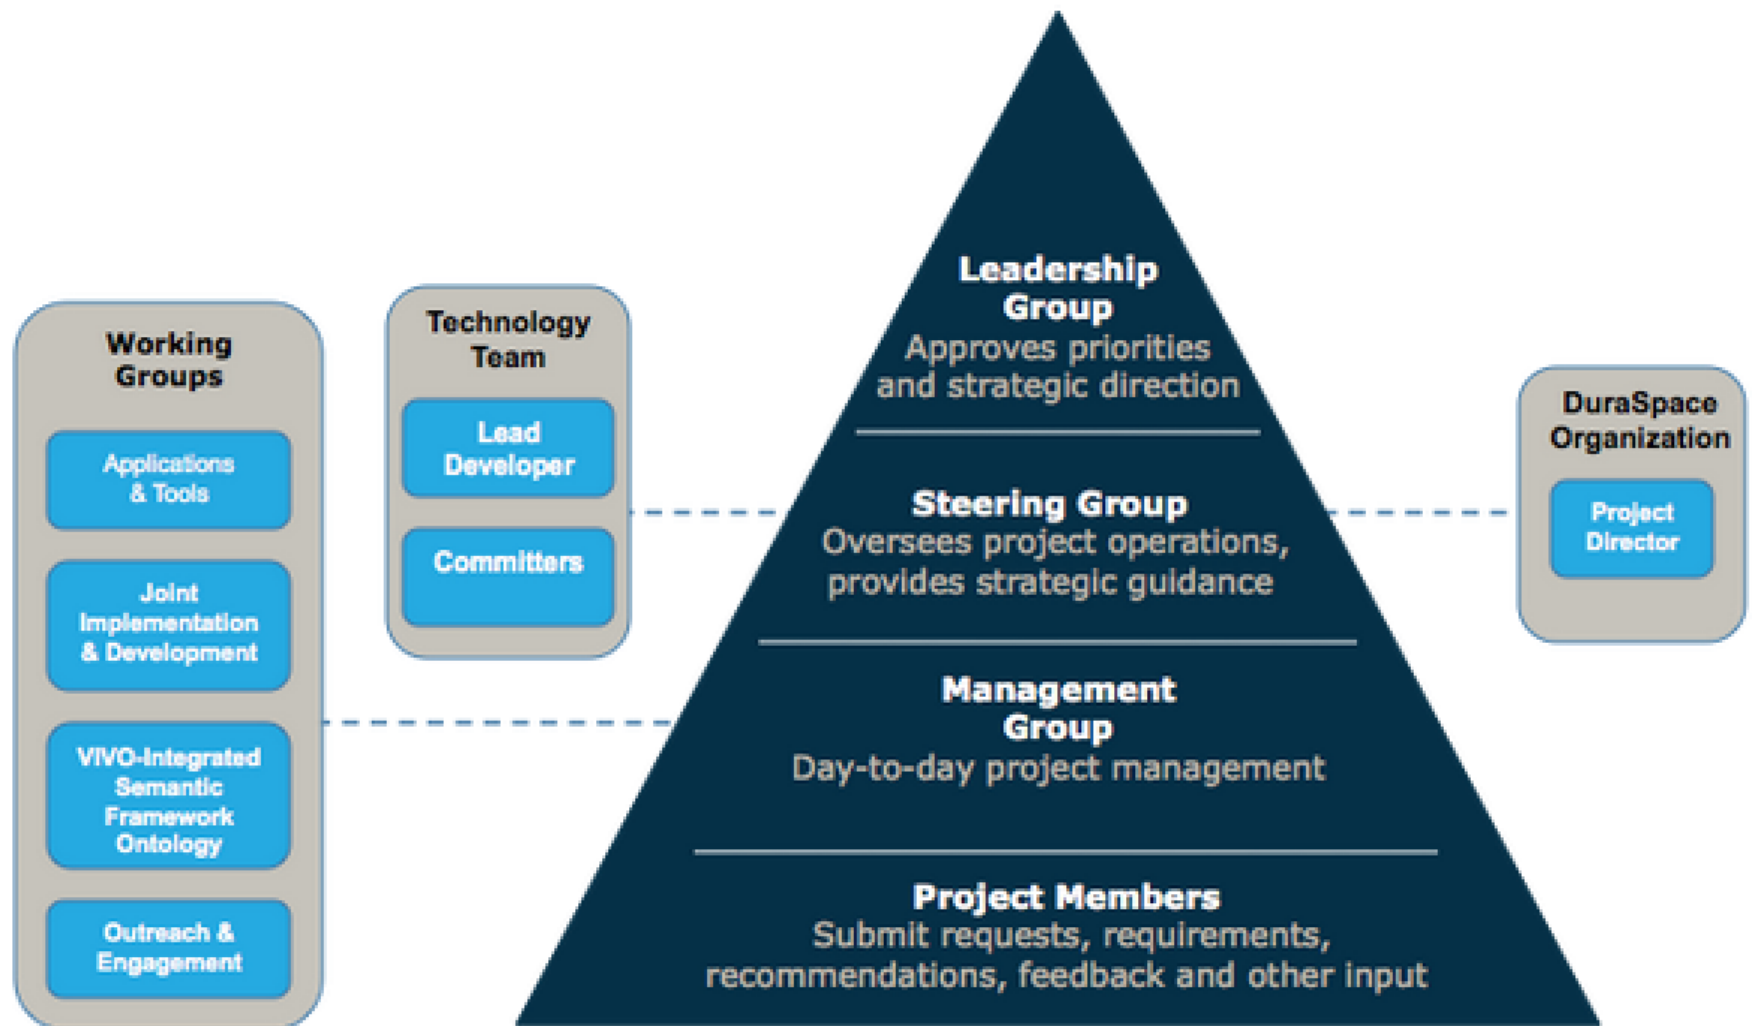 Working
Groups
Applications
& Tools
Joint
Implementation
& Development
VIVO-Integrated
Semantic
Framework
Ontology
Outreach &
Engagement
Technology
Team
Lead
Developer
Committers
Leadership
Group
Approves priorities
and strategic direction
Steering Group
Oversees project operations,
provides strategic guidance
Management
Group
Day-to-day project management
Project Members
Submit requests, requirements,
recommendations, feedback and other input
DuraSpace
Organization
Project
Director